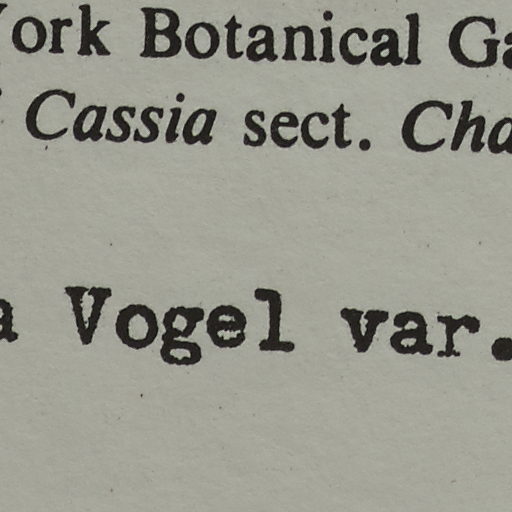 York Botanical Ga
Cassia sect. Cha
a Vogel var.